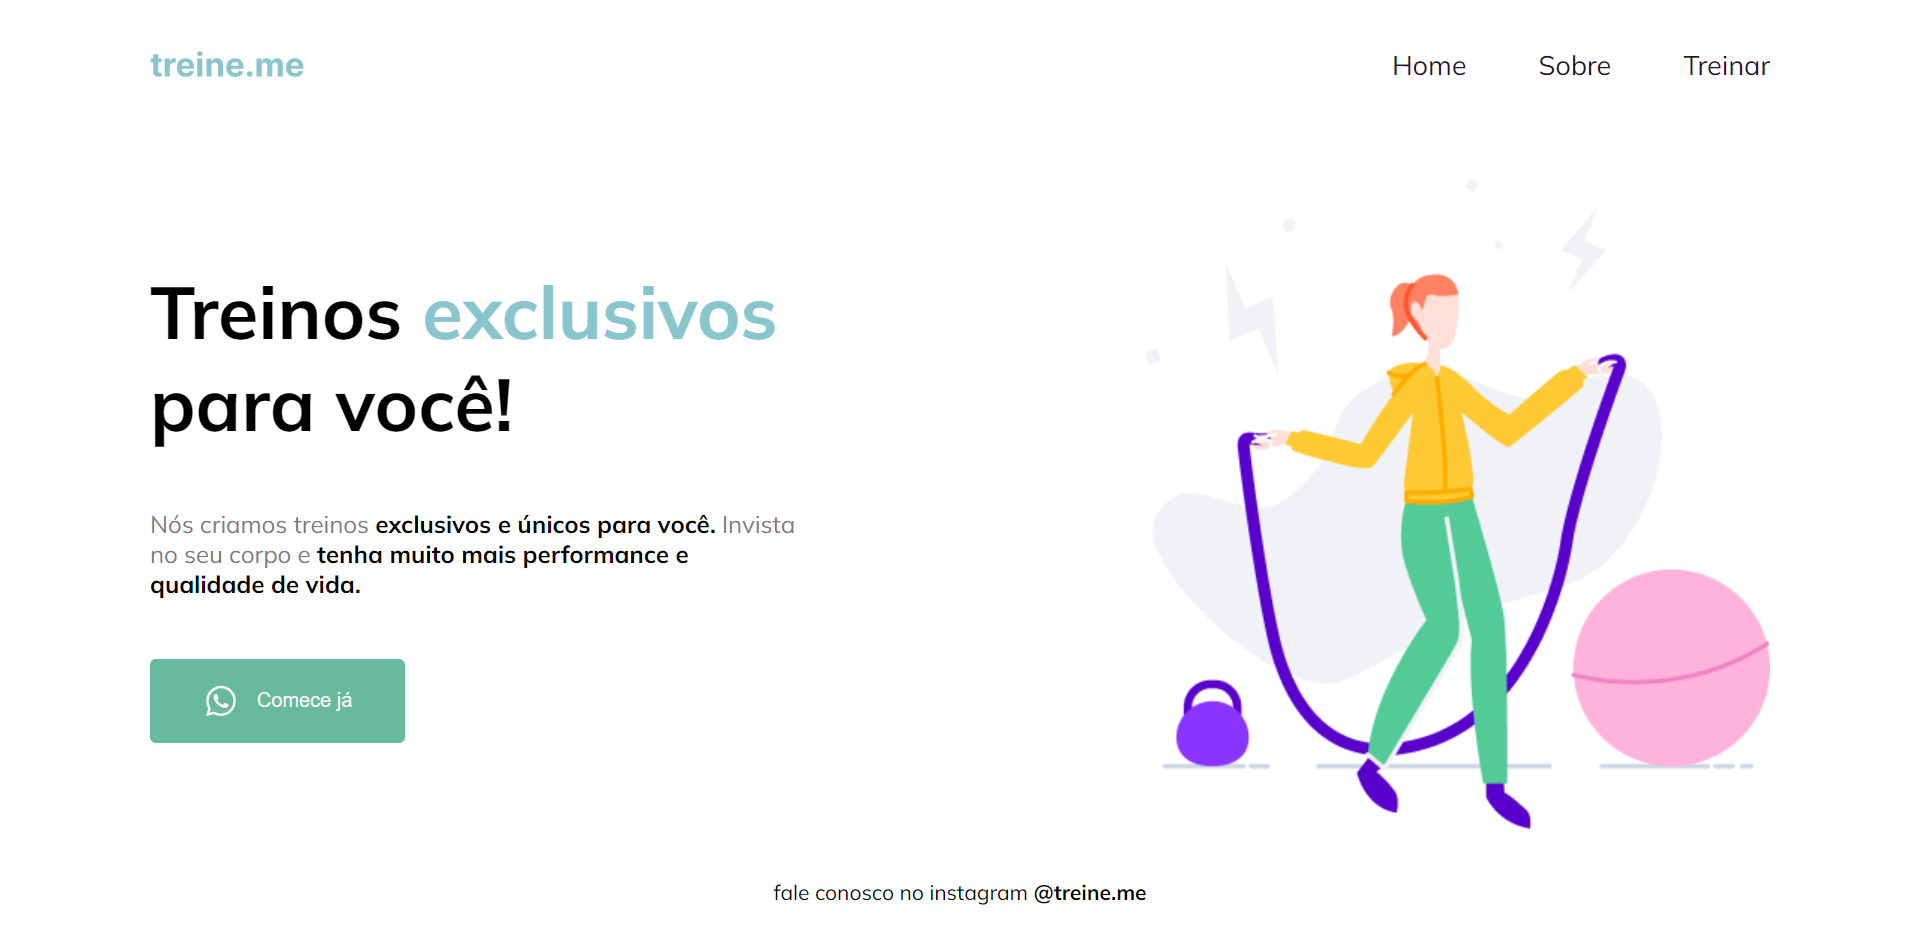 treine.me
Home Sobre Treinar
Treinos exclusivos
para você!
Nós criamos treinos exclusivos e únicos para você. Invista
no seu corpo e tenha muito mais performance e
qualidade de vida.
Comece já
fale conosco no instagram @treine.me